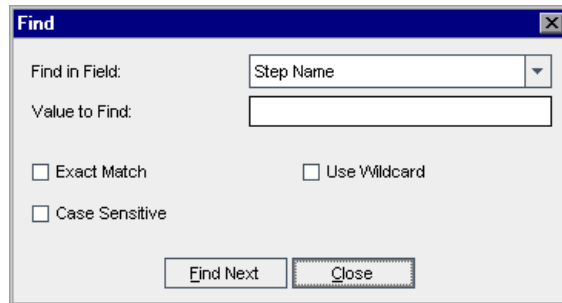 Find
Find in Field: Step Name
Value to Find:
Exact Match Use Wildcard
Case Sensitive
Find Next Close